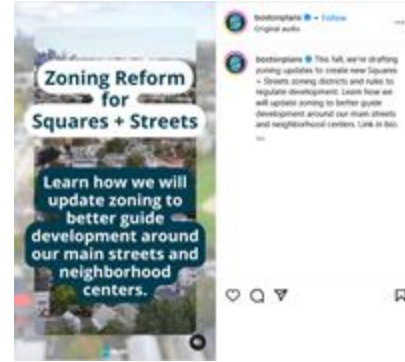 Zoning Reform
for
Squares + Streets
Learn how we will
update zoning to
better guide
development around
our main streets and
neighborhood
centers.
bostonplans • Follow
Original audio
bostonplans This fall, we're drafting
zoning updates to create new Squares
+ Streets zoning districts and rules to
regulate development. Learn how we
will update zoning to better guide
development around our main streets
and neighborhood centers. Link in bio.